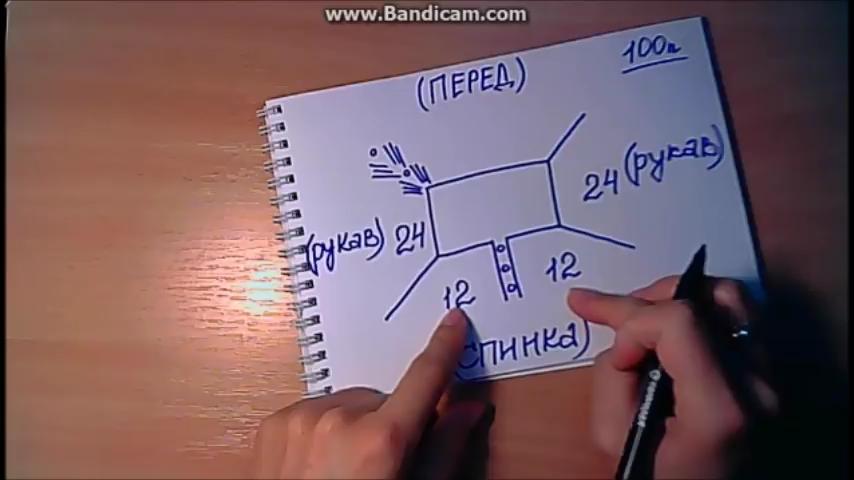 www.Bandicam.com
100п
(ПЕРЕД)
24 (рукав)
(рукав) 24
12
12
(Спинка)